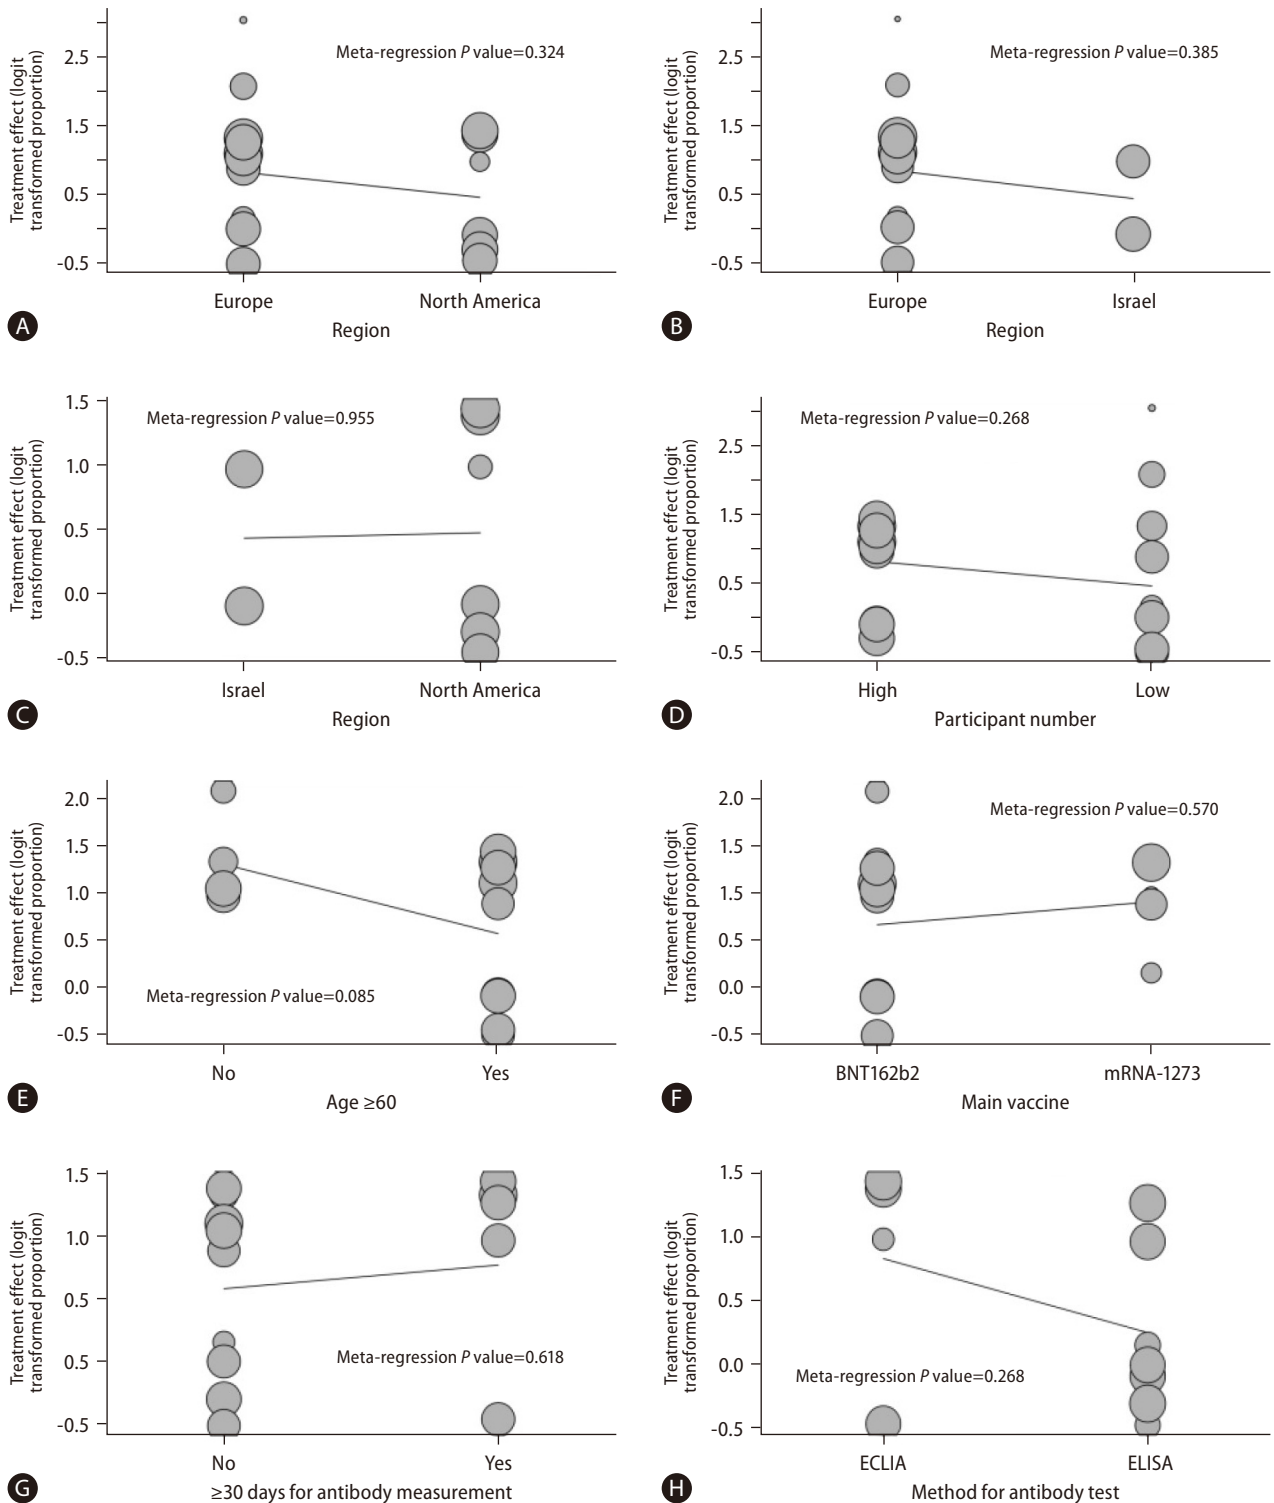 Treatment effect (logit
transformed proportion)
2.5
1.5
0.5
-0.5
Meta-regression P value=0.324
Europe
North America
Region
A
Treatment effect (logit
transformed proportion)
2.5
1.5
0.5
-0.5
Meta-regression P value=0.385
Europe
Israel
Region
B
Treatment effect (logit
transformed proportion)
1.5
1.0
0.5
0.0
-0.5
Meta-regression P value=0.955
Israel
North America
Region
C
Treatment effect (logit
transformed proportion)
2.5
1.5
0.5
-0.5
Meta-regression P value=0.268
High
Low
Participant number
D
Treatment effect (logit
transformed proportion)
2.0
1.5
1.0
0.5
0.0
-0.5
Meta-regression P value=0.085
No
Yes
Age ≥60
E
Treatment effect (logit
transformed proportion)
2.0
1.5
1.5
0.5
0.0
-0.5
Meta-regression P value=0.570
BNT162b2
mRNA-1273
Main vaccine
F
Treatment effect (logit
transformed proportion)
1.5
1.0
0.5
0.5
-0.5
Meta-regression P value=0.618
No
Yes
≥30 days for antibody measurement
G
Treatment effect (logit
transformed proportion)
1.5
1.0
0.5
0.0
-0.5
Meta-regression P value=0.268
ECLIA
ELISA
Method for antibody test
H